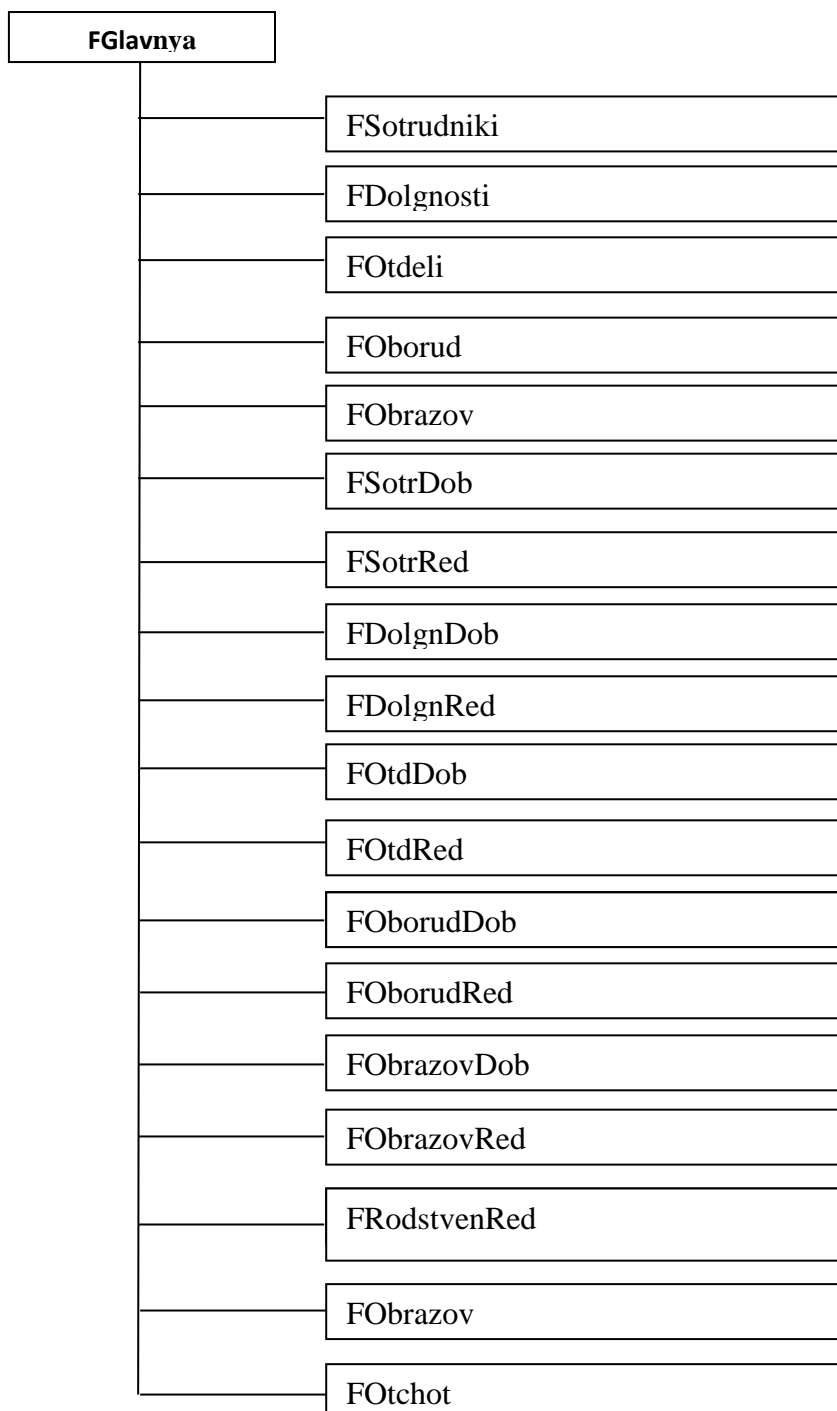 FGlavnya
FSotrudniki
FDolgnosti
FOtdeli
FOborud
FObrazov
FSotrDob
FSotrRed
FDolgnDob
FDolgnRed
FOtdDob
FOtdRed
FOborudDob
FOborudRed
FObrazovDob
FObrazovRed
FRodstvenRed
FObrazov
FOtchot